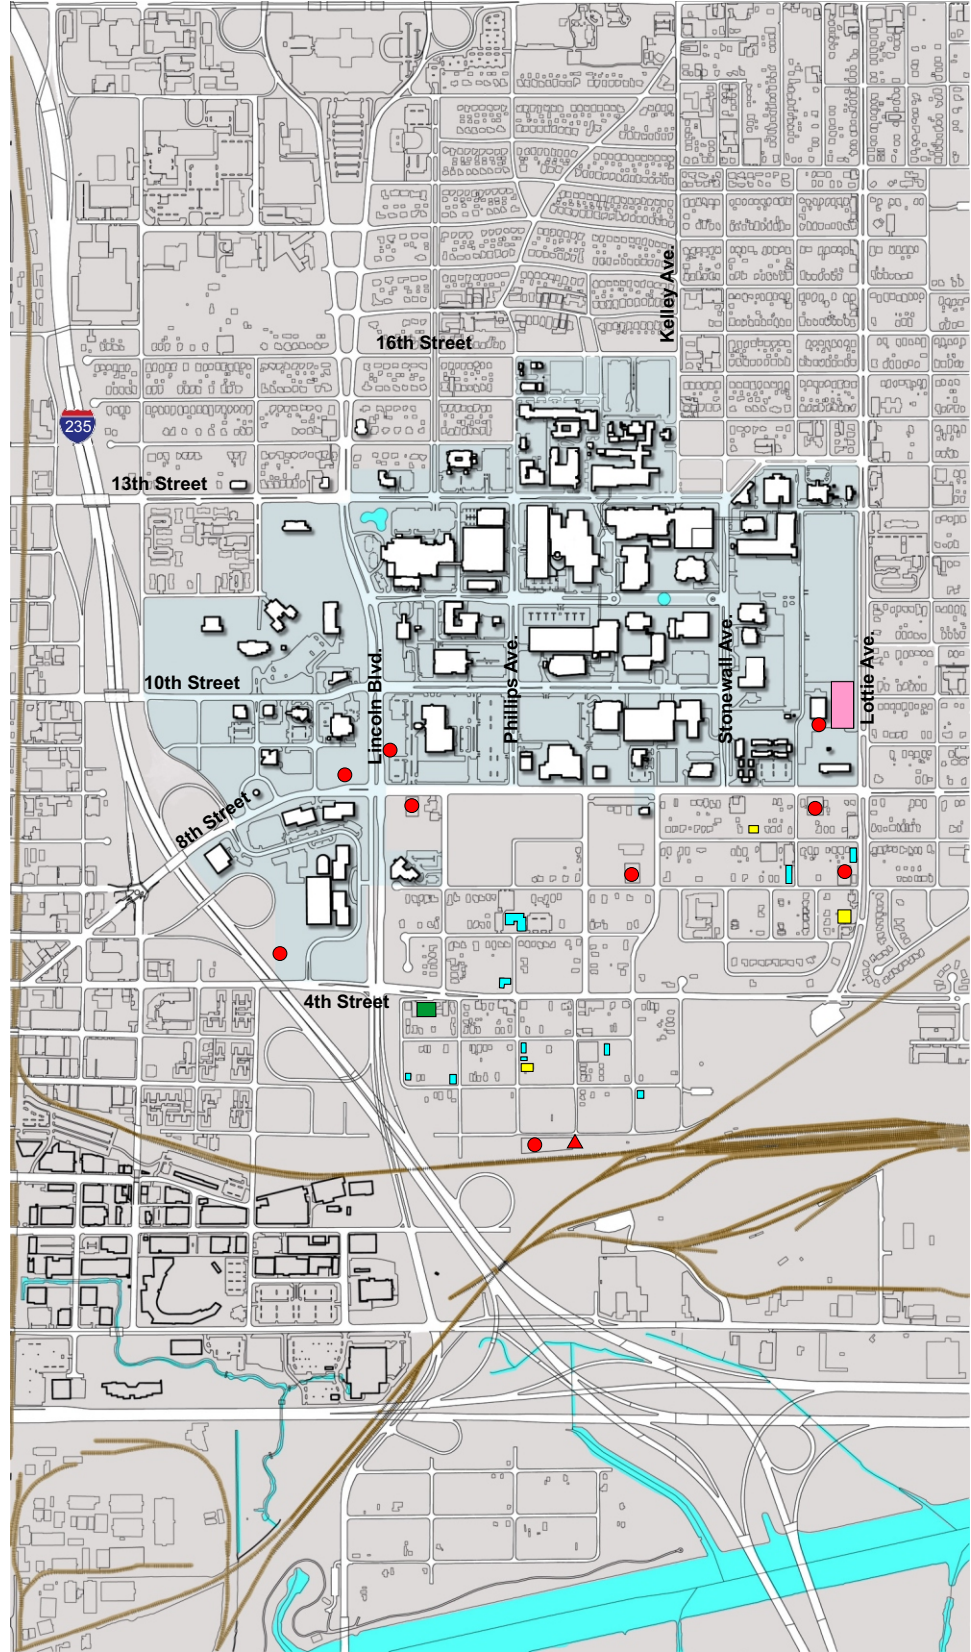 Kelley Ave.
16th Street
235
13th Street
Lincoln Blvd.
Phillips Ave.
Stonewall Ave.
Lottie Ave.
10th Street
8th Street
4th Street